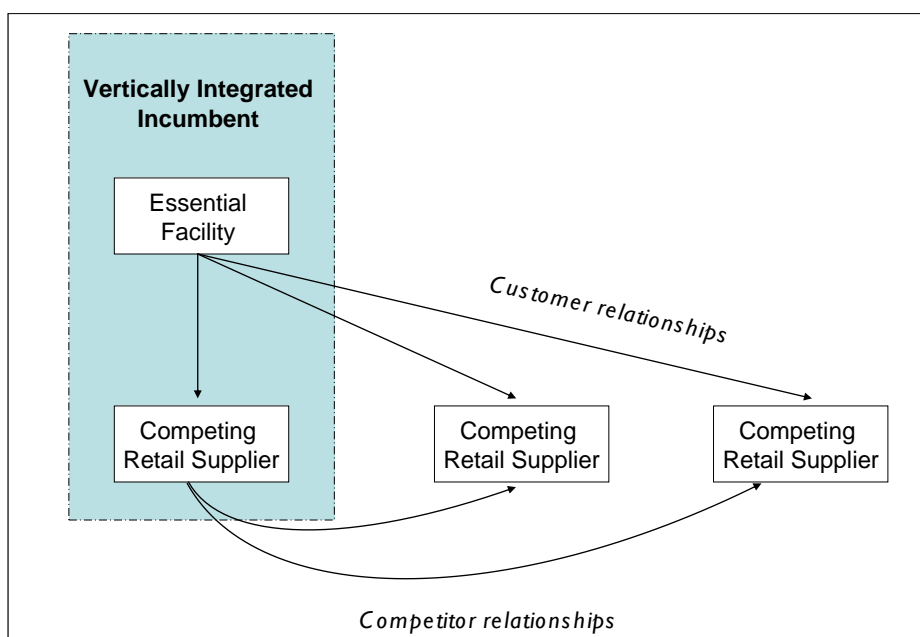 Vertically Integrated
Incumbent
Essential
Facility
Customer relationships
Competing
Retail Supplier
Competing
Retail Supplier
Competing
Retail Supplier
Competitor relationships